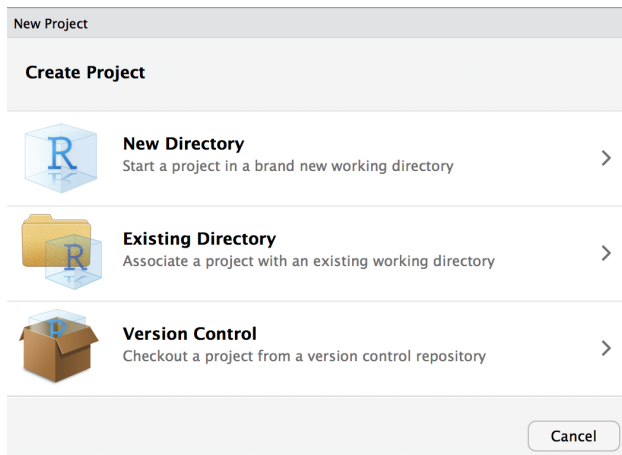 New Project
Create Project
R
New Directory
Start a project in a brand new working directory
R
Existing Directory
Associate a project with an existing working directory
R
Version Control
Checkout a project from a version control repository
Cancel